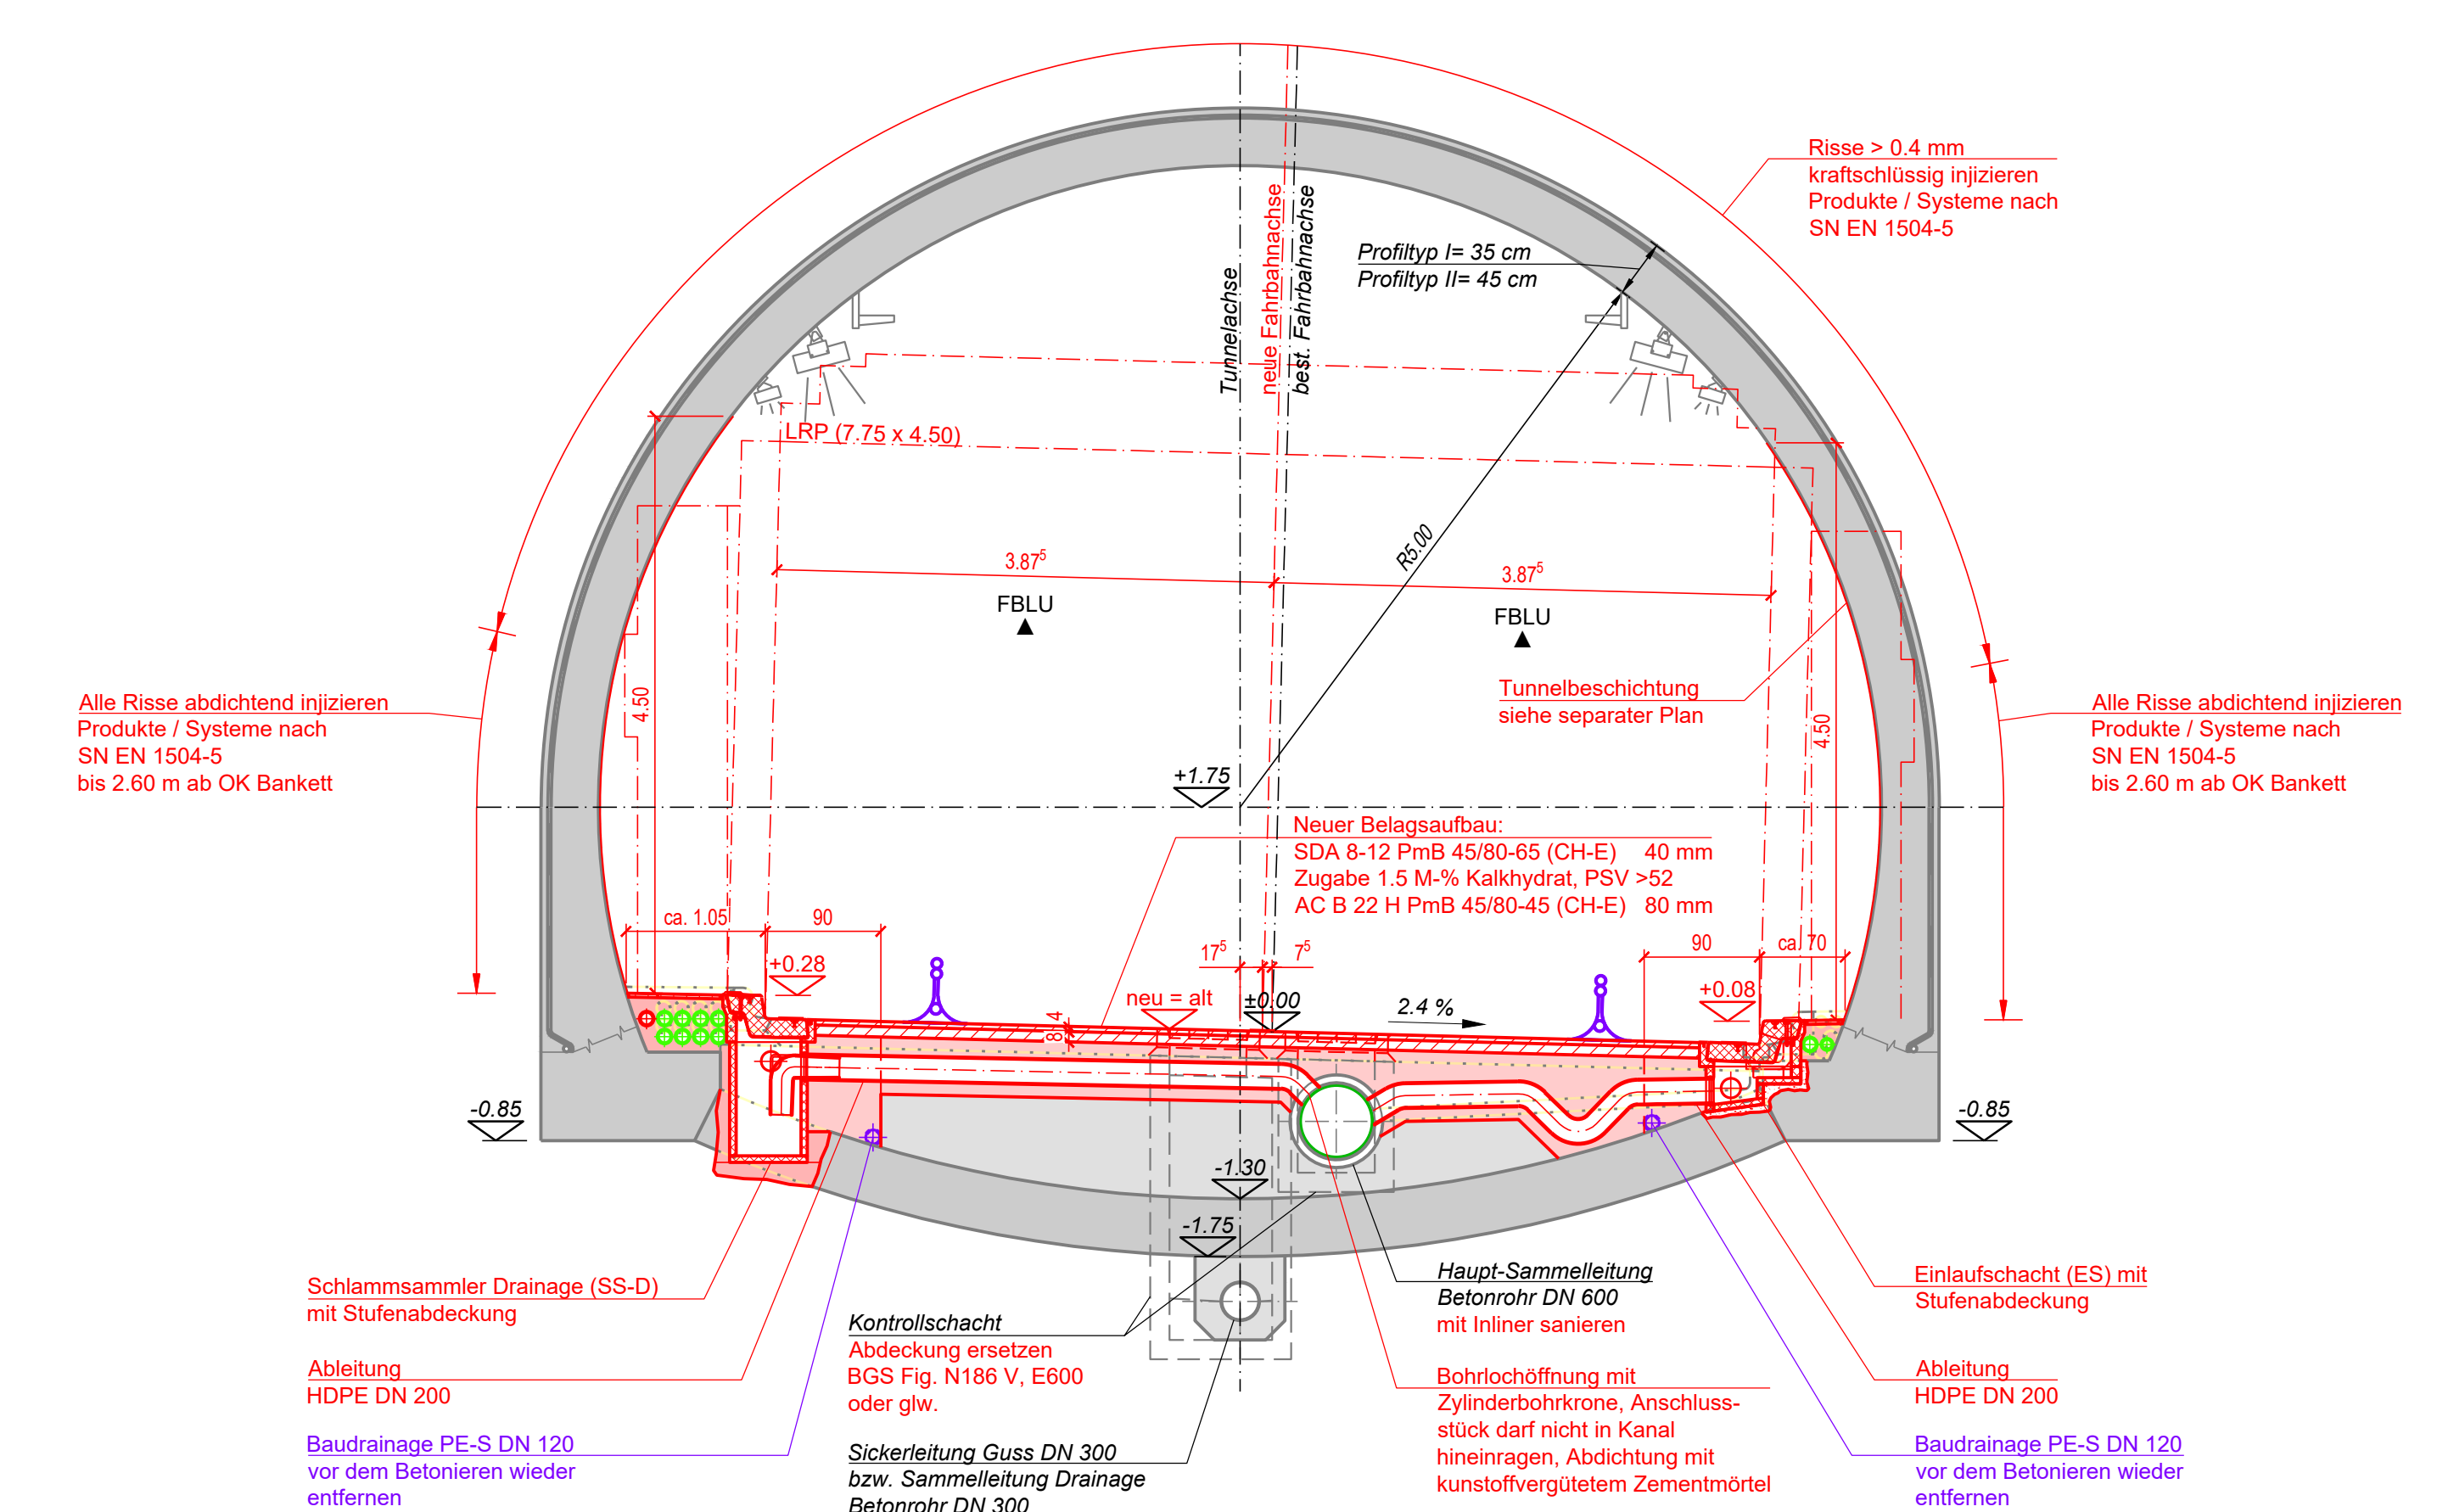 Risse > 0.4 mm
kraftschlüssig injizieren
Produkte / Systeme nach
SN EN 1504-5
Tunnelachse
neue Fahrbahnachse
best. Fahrbahnachse
Profiltyp I= 35 cm
Profiltyp II= 45 cm
LRP (7.75 x 4.50)
R5.00
3.87⁵
3.87⁵
FBLU
FBLU
4.50
4.50
Tunnelbeschichtung
siehe separater Plan
Alle Risse abdichtend injizieren
Produkte / Systeme nach
SN EN 1504-5
bis 2.60 m ab OK Bankett
Alle Risse abdichtend injizieren
Produkte / Systeme nach
SN EN 1504-5
bis 2.60 m ab OK Bankett
+1.75
Neuer Belagsaufbau:
SDA 8-12 PmB 45/80-65 (CH-E) 40 mm
Zugabe 1.5 M-% Kalkhydrat, PSV >52
AC B 22 H PmB 45/80-45 (CH-E) 80 mm
ca. 1.05
90
17⁵
7⁵
90
ca. 70
+0.28
neu = alt
±0.00
2.4 %
+0.08
8
4
-0.85
-0.85
-1.30
-1.75
Schlammsammler Drainage (SS-D)
mit Stufenabdeckung
Ableitung
HDPE DN 200
Baudrainage PE-S DN 120
vor dem Betonieren wieder
entfernen
Kontrollschacht
Abdeckung ersetzen
BGS Fig. N186 V, E600
oder glw.
Sickerleitung Guss DN 300
bzw. Sammelleitung Drainage
Betonrohr DN 300
Haupt-Sammelleitung
Betonrohr DN 600
mit Inliner sanieren
Bohrlochöffnung mit
Zylinderbohrkrone, Anschluss-
stück darf nicht in Kanal
hineinragen, Abdichtung mit
kunstoffvergütetem Zementmörtel
Einlaufschacht (ES) mit
Stufenabdeckung
Ableitung
HDPE DN 200
Baudrainage PE-S DN 120
vor dem Betonieren wieder
entfernen